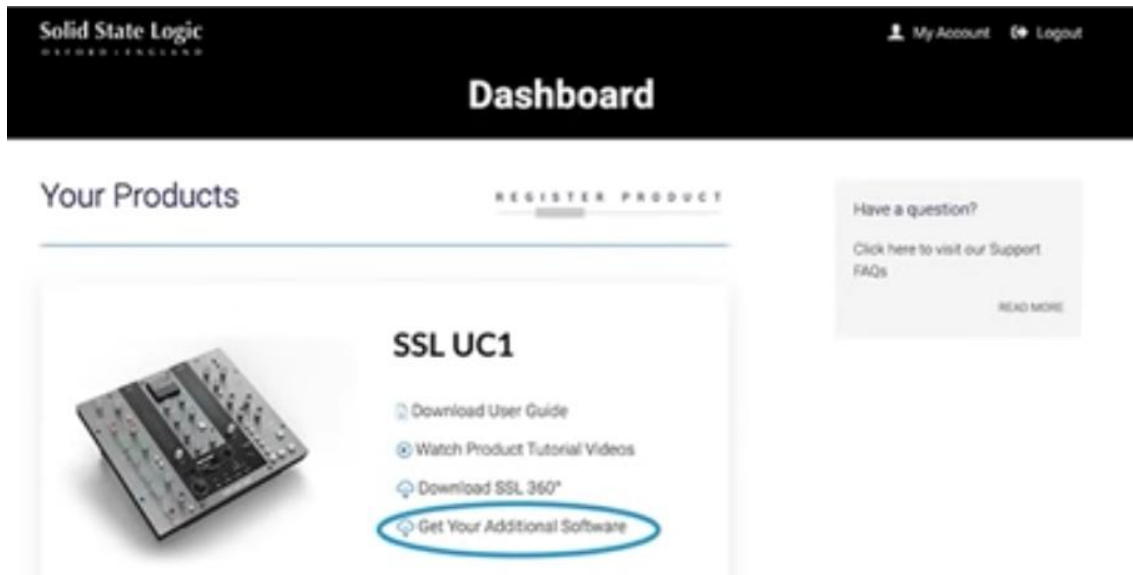 Solid State Logic
OXFORD | ENGLAND
My Account
Logout
Dashboard
Your Products
REGISTER PRODUCT
Have a question?
Click here to visit our Support
FAQs
READ MORE
SSL UC1
Download User Guide
Watch Product Tutorial Videos
Download SSL 360°
Get Your Additional Software